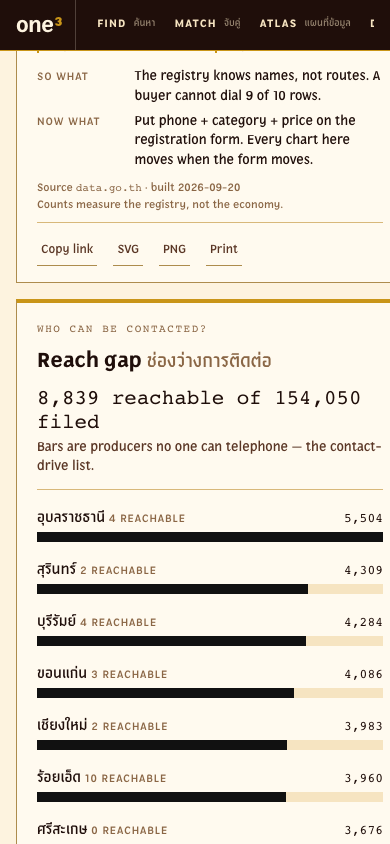 one³
FIND ค้นหา MATCH จับคู่ ATLAS แผนที่ข้อมูล
SO WHAT The registry knows names, not routes. A
buyer cannot dial 9 of 10 rows.
NOW WHAT Put phone + category + price on the
registration form. Every chart here
moves when the form moves.
Source data.go.th · built 2026-09-20
Counts measure the registry, not the economy.
Copy link SVG PNG Print
WHO CAN BE CONTACTED?
Reach gap ช่องว่างการติดต่อ
8,839 reachable of 154,050
filed
Bars are producers no one can telephone — the contact-
drive list.
อุบลราชธานี 4 REACHABLE 5,504
สุรินทร์ 2 REACHABLE 4,309
บุรีรัมย์ 4 REACHABLE 4,284
ขอนแก่น 3 REACHABLE 4,086
เชียงใหม่ 2 REACHABLE 3,983
ร้อยเอ็ด 10 REACHABLE 3,960
ศรีสะเกษ 0 REACHABLE 3,676